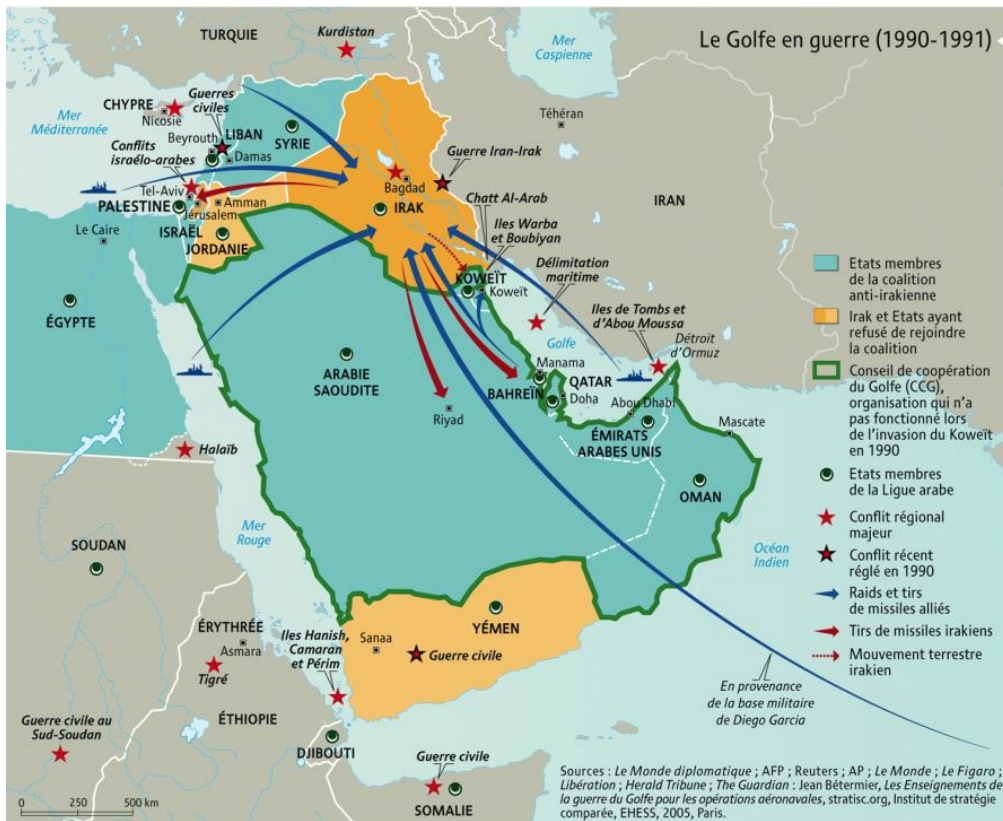 Le Golfe en guerre (1990-1991)
TURQUIE
Kurdistan
Mer
Caspienne
Mer
Méditerranée
CHYPRE
Nicosie
Guerres
civiles
Beyrouth
LIBAN
SYRIE
Damas
Conflits
israélo-arabes
Tel-Aviv
PALESTINE
Jérusalem
Amman
ISRAËL
JORDANIE
Le Caire
ÉGYPTE
Téhéran
Guerre Iran-Irak
Bagdad
IRAK
IRAN
Chatt Al-Arab
Iles Warba
et Boubiyan
KOWEÏT
Koweït
Délimitation
maritime
Iles de Tombs et
d'Abou Moussa
Détroit
d'Ormuz
Golfe
ARABIE
SAOUDITE
Riyad
Manama
BAHREÏN
QATAR
Doha
Abou Dhabi
ÉMIRATS
ARABES UNIS
Mascate
OMAN
Halaïb
Mer
Rouge
SOUDAN
Océan
Indien
ÉRYTHRÉE
Asmara
Tigré
Iles Hanish,
Camaran
et Périm
Sanaa
YÉMEN
Guerre civile
ÉTHIOPIE
Guerre civile au
Sud-Soudan
DJIBOUTI
Guerre civile
SOMALIE
En provenance
de la base militaire
de Diego Garcia
Etats membres
de la coalition
anti-irakienne
Irak et Etats ayant
refusé de rejoindre
la coalition
Conseil de coopération
du Golfe (CCG),
organisation qui n'a
pas fonctionné lors
de l'invasion du Koweït
en 1990
Etats membres
de la Ligue arabe
Conflit régional
majeur
Conflit récent
réglé en 1990
Raids et tirs
de missiles alliés
Tirs de missiles irakiens
Mouvement terrestre
irakien
0 250 500 km
Sources : Le Monde diplomatique ; AFP ; Reuters ; AP ; Le Monde ; Le Figaro ;
Libération ; Herald Tribune ; The Guardian : Jean Bétermier, Les Enseignements de
la guerre du Golfe pour les opérations aéronavales, stratisc.org, Institut de stratégie
comparée, EHESS, 2005, Paris.